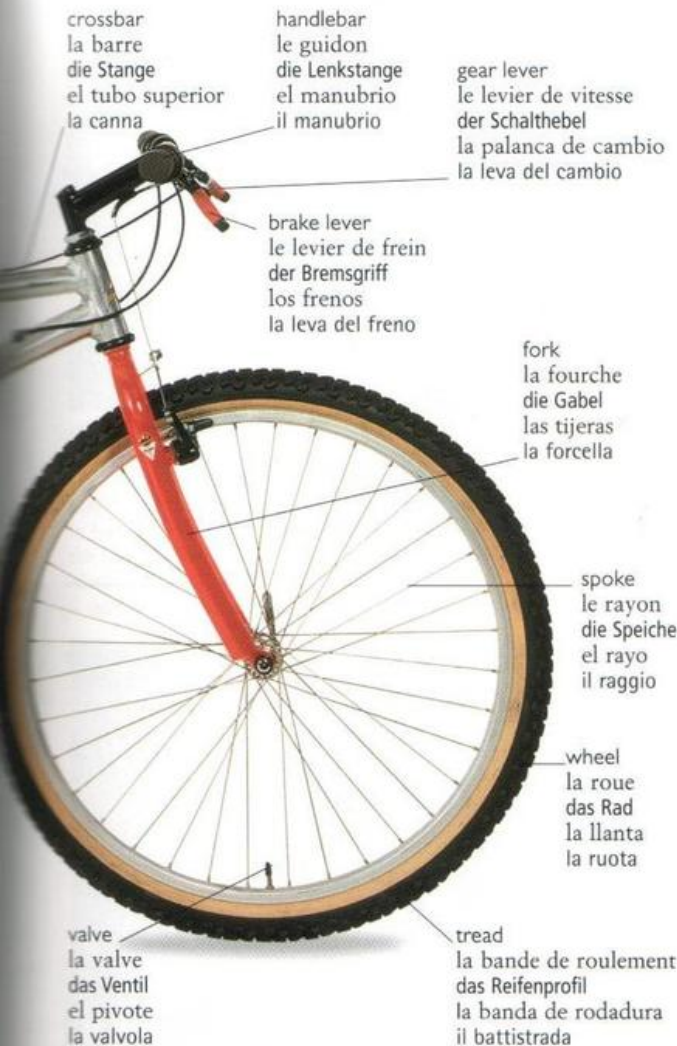 crossbar
la barre
die Stange
el tubo superior
la canna
handlebar
le guidon
die Lenkstange
el manubrio
il manubrio
gear lever
le levier de vitesse
der Schalthebel
la palanca de cambio
la leva del cambio
brake lever
le levier de frein
der Bremsgriff
los frenos
la leva del freno
fork
la fourche
die Gabel
las tijeras
la forcella
spoke
le rayon
die Speiche
el rayo
il raggio
wheel
la roue
das Rad
la llanta
la ruota
valve
la valve
das Ventil
el pivote
la valvola
tread
la bande de roulement
das Reifenprofil
la banda de rodadura
il battistrada